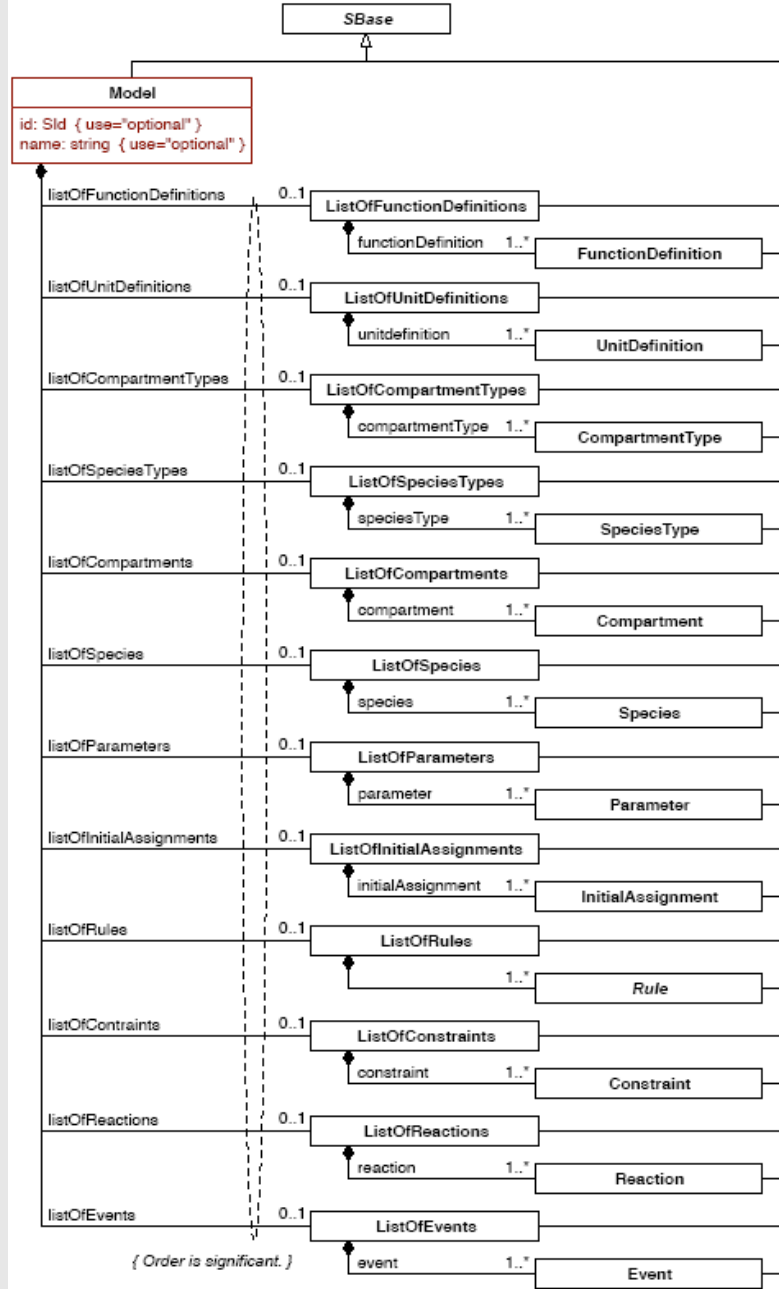 SBase
Model
id: SId { use="optional" }
name: string { use="optional" }
listOfFunctionDefinitions 0..1 ListOfFunctionDefinitions
functionDefinition 1..* FunctionDefinition
listOfUnitDefinitions 0..1 ListOfUnitDefinitions
unitdefinition 1..* UnitDefinition
listOfCompartmentTypes 0..1 ListOfCompartmentTypes
compartmentType 1..* CompartmentType
listOfSpeciesTypes 0..1 ListOfSpeciesTypes
speciesType 1..* SpeciesType
listOfCompartments 0..1 ListOfCompartments
compartment 1..* Compartment
listOfSpecies 0..1 ListOfSpecies
species 1..* Species
listOfParameters 0..1 ListOfParameters
parameter 1..* Parameter
listOfInitialAssignments 0..1 ListOfInitialAssignments
initialAssignment 1..* InitialAssignment
listOfRules 0..1 ListOfRules
1..* Rule
listOfContraints 0..1 ListOfConstraints
constraint 1..* Constraint
listOfReactions 0..1 ListOfReactions
reaction 1..* Reaction
listOfEvents 0..1 ListOfEvents
{ Order is significant. } event 1..* Event